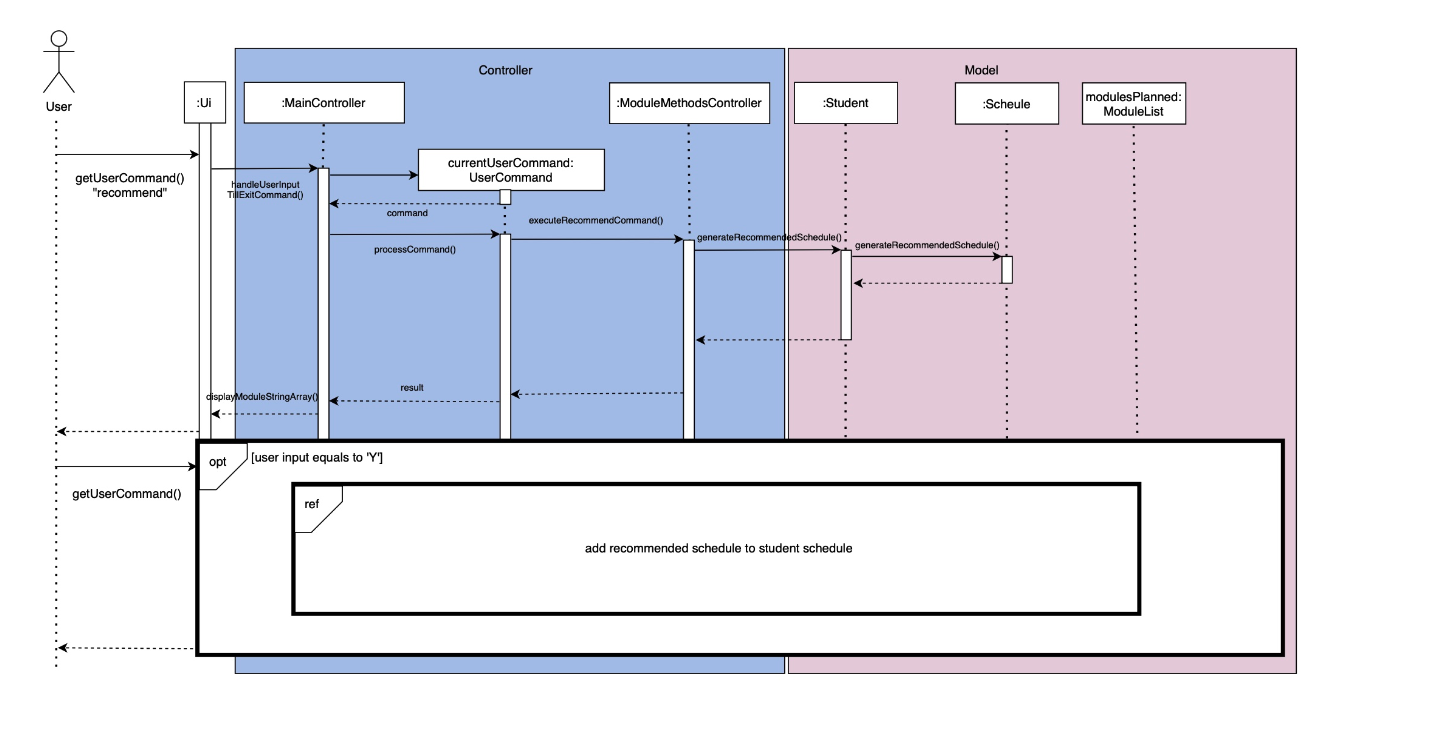 Controller
Model
User
:Ui
:MainController
:ModuleMethodsController
:Student
:Scheule
modulesPlanned:
ModuleList
currentUserCommand:
UserCommand
getUserCommand()
"recommend"
handleUserInput
TillExitCommand()
command
executeRecommendCommand()
processCommand()
generateRecommendedSchedule()
generateRecommendedSchedule()
result
displayModuleStringArray()
opt
[user input equals to 'Y']
getUserCommand()
ref
add recommended schedule to student schedule